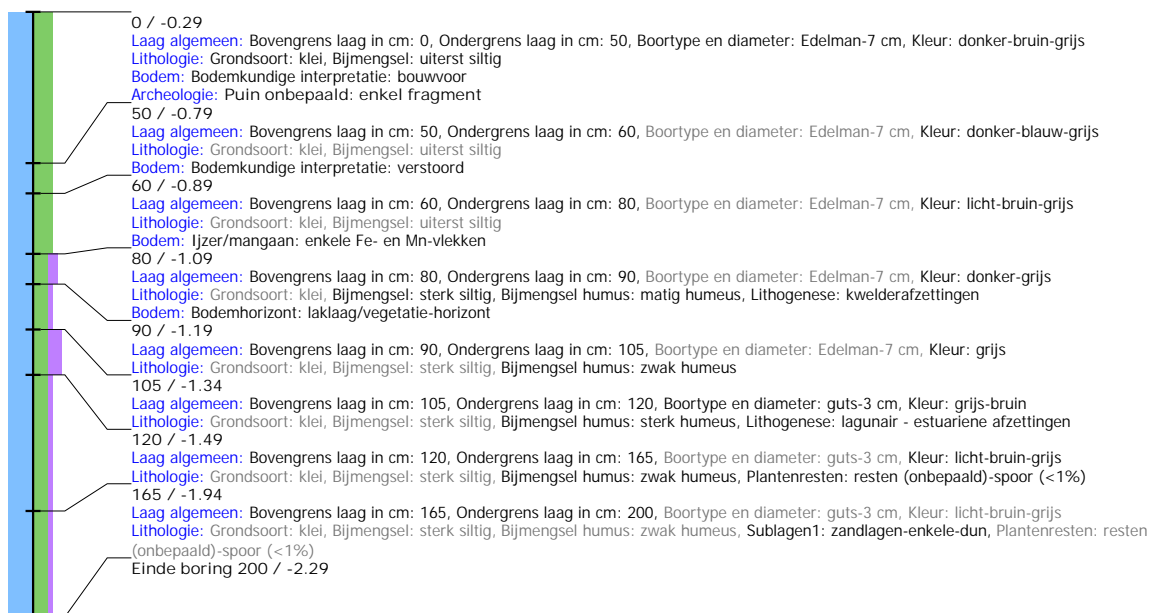 0 / -0.29
Laag algemeen: Bovengrens laag in cm: 0, Ondergrens laag in cm: 50, Boortype en diameter: Edelman-7 cm, Kleur: donker-bruin-grijs
Lithologie: Grondsoort: klei, Bijmengsel: uiterst siltig
Bodem: Bodemkundige interpretatie: bouwvoor
Archeologie: Puin onbepaald: enkel fragment
50 / -0.79
Laag algemeen: Bovengrens laag in cm: 50, Ondergrens laag in cm: 60, Boortype en diameter: Edelman-7 cm, Kleur: donker-blauw-grijs
Lithologie: Grondsoort: klei, Bijmengsel: uiterst siltig
Bodem: Bodemkundige interpretatie: verstoord
60 / -0.89
Laag algemeen: Bovengrens laag in cm: 60, Ondergrens laag in cm: 80, Boortype en diameter: Edelman-7 cm, Kleur: licht-bruin-grijs
Lithologie: Grondsoort: klei, Bijmengsel: uiterst siltig
Bodem: Ijzer/mangaan: enkele Fe- en Mn-vlekken
80 / -1.09
Laag algemeen: Bovengrens laag in cm: 80, Ondergrens laag in cm: 90, Boortype en diameter: Edelman-7 cm, Kleur: donker-grijs
Lithologie: Grondsoort: klei, Bijmengsel: sterk siltig, Bijmengsel humus: matig humeus, Lithogenese: kwelderafzettingen
Bodem: Bodemhorizont: laklaag/vegetatie-horizont
90 / -1.19
Laag algemeen: Bovengrens laag in cm: 90, Ondergrens laag in cm: 105, Boortype en diameter: Edelman-7 cm, Kleur: grijs
Lithologie: Grondsoort: klei, Bijmengsel: sterk siltig, Bijmengsel humus: zwak humeus
105 / -1.34
Laag algemeen: Bovengrens laag in cm: 105, Ondergrens laag in cm: 120, Boortype en diameter: guts-3 cm, Kleur: grijs-bruin
Lithologie: Grondsoort: klei, Bijmengsel: sterk siltig, Bijmengsel humus: sterk humeus, Lithogenese: lagunair - estuariene afzettingen
120 / -1.49
Laag algemeen: Bovengrens laag in cm: 120, Ondergrens laag in cm: 165, Boortype en diameter: guts-3 cm, Kleur: licht-bruin-grijs
Lithologie: Grondsoort: klei, Bijmengsel: sterk siltig, Bijmengsel humus: zwak humeus, Plantenresten: resten (onbepaald)-spoor (<1%)
165 / -1.94
Laag algemeen: Bovengrens laag in cm: 165, Ondergrens laag in cm: 200, Boortype en diameter: guts-3 cm, Kleur: licht-bruin-grijs
Lithologie: Grondsoort: klei, Bijmengsel: sterk siltig, Bijmengsel humus: zwak humeus, Sublagen1: zandlagen-enkele-dun, Plantenresten: resten
(onbepaald)-spoor (<1%)
Einde boring 200 / -2.29